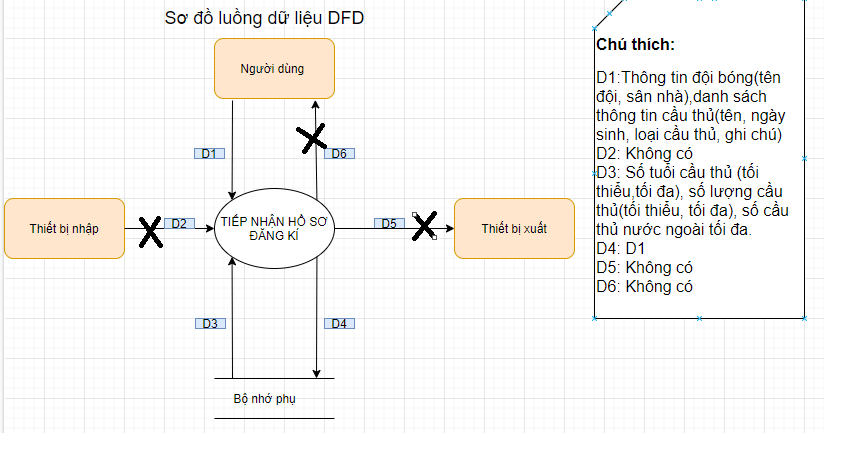 Sơ đồ luồng dữ liệu DFD
Người dùng
D1
D6
Thiết bị nhập
D2
TIẾP NHẬN HỒ SƠ
ĐĂNG KÍ
D5
Thiết bị xuất
D3
D4
Bộ nhớ phụ
Chú thích:
D1:Thông tin đội bóng(tên
đội, sân nhà),danh sách
thông tin cầu thủ(tên, ngày
sinh, loại cầu thủ, ghi chú)
D2: Không có
D3: Số tuổi cầu thủ (tối
thiểu,tối đa), số lượng cầu
thủ(tối thiểu, tối đa), số cầu
thủ nước ngoài tối đa.
D4: D1
D5: Không có
D6: Không có